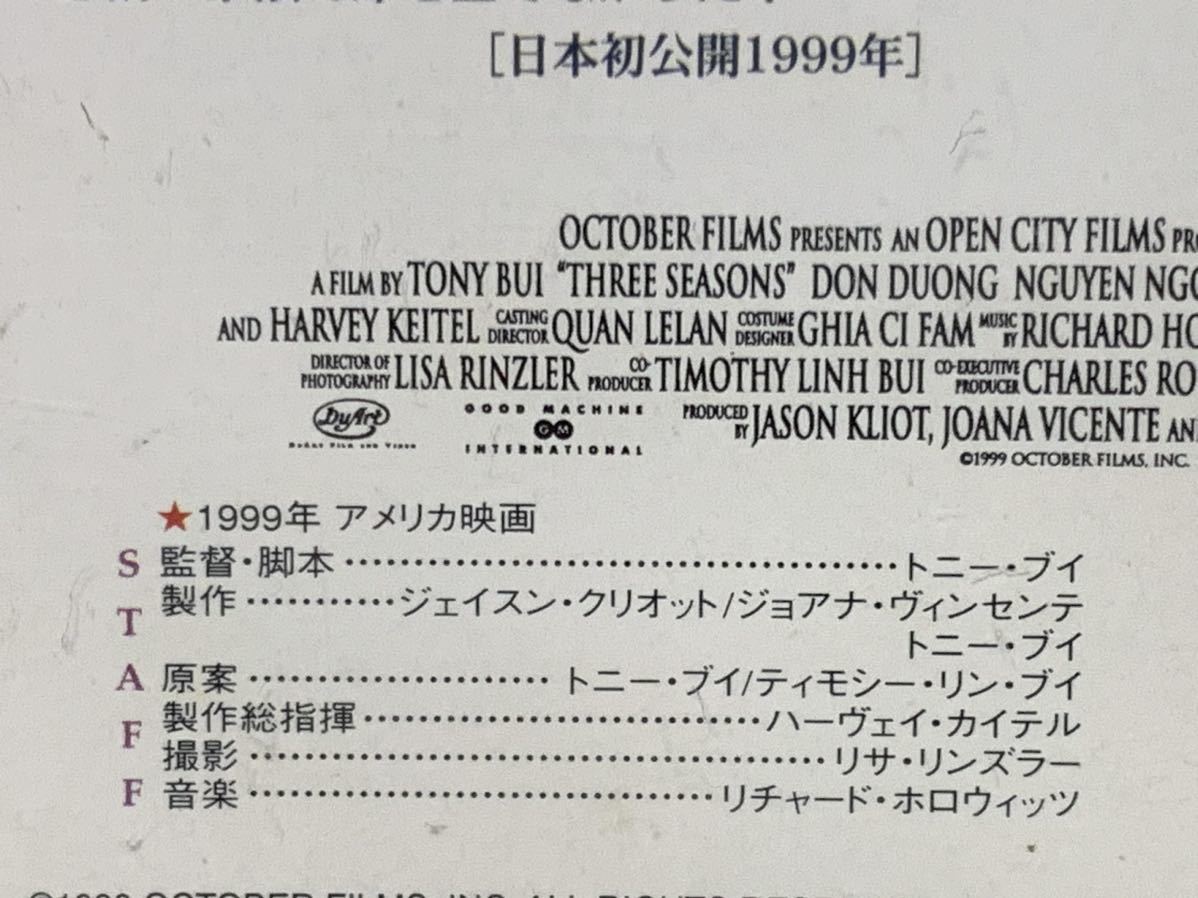 [日本初公開1999年]
OCTOBER FILMS PRESENTS AN OPEN CITY FILMS
A FILM BY TONY BUI "THREE SEASONS" DON DUONG NGUYEN
AND HARVEY KEITEL CASTING DIRECTOR QUAN LELAN COSTUME DESIGNER GHIA CI FAM MUSIC BY RICHARD
DIRECTOR OF PHOTOGRAPHY LISA RINZLER CO-PRODUCER TIMOTHY LINH BUI CO-EXECUTIVE PRODUCER CHARLES
DyArt GOOD MACHINE GM INTERNATIONAL PRODUCED BY JASON KLIOT, JOANA VICENTE
©1999 OCTOBER FILMS, INC.
★1999年 アメリカ映画
STAFF
監督・脚本……………………………………トニー・ブイ
製作…………ジェイスン・クリオット/ジョアナ・ヴィンセンテ
トニー・ブイ
原案…………………トニー・ブイ/ティモシー・リン・ブイ
製作総指揮…………………………ハーヴェイ・カイテル
撮影……………………………………リサ・リンズラー
音楽……………………………リチャード・ホロウィッツ